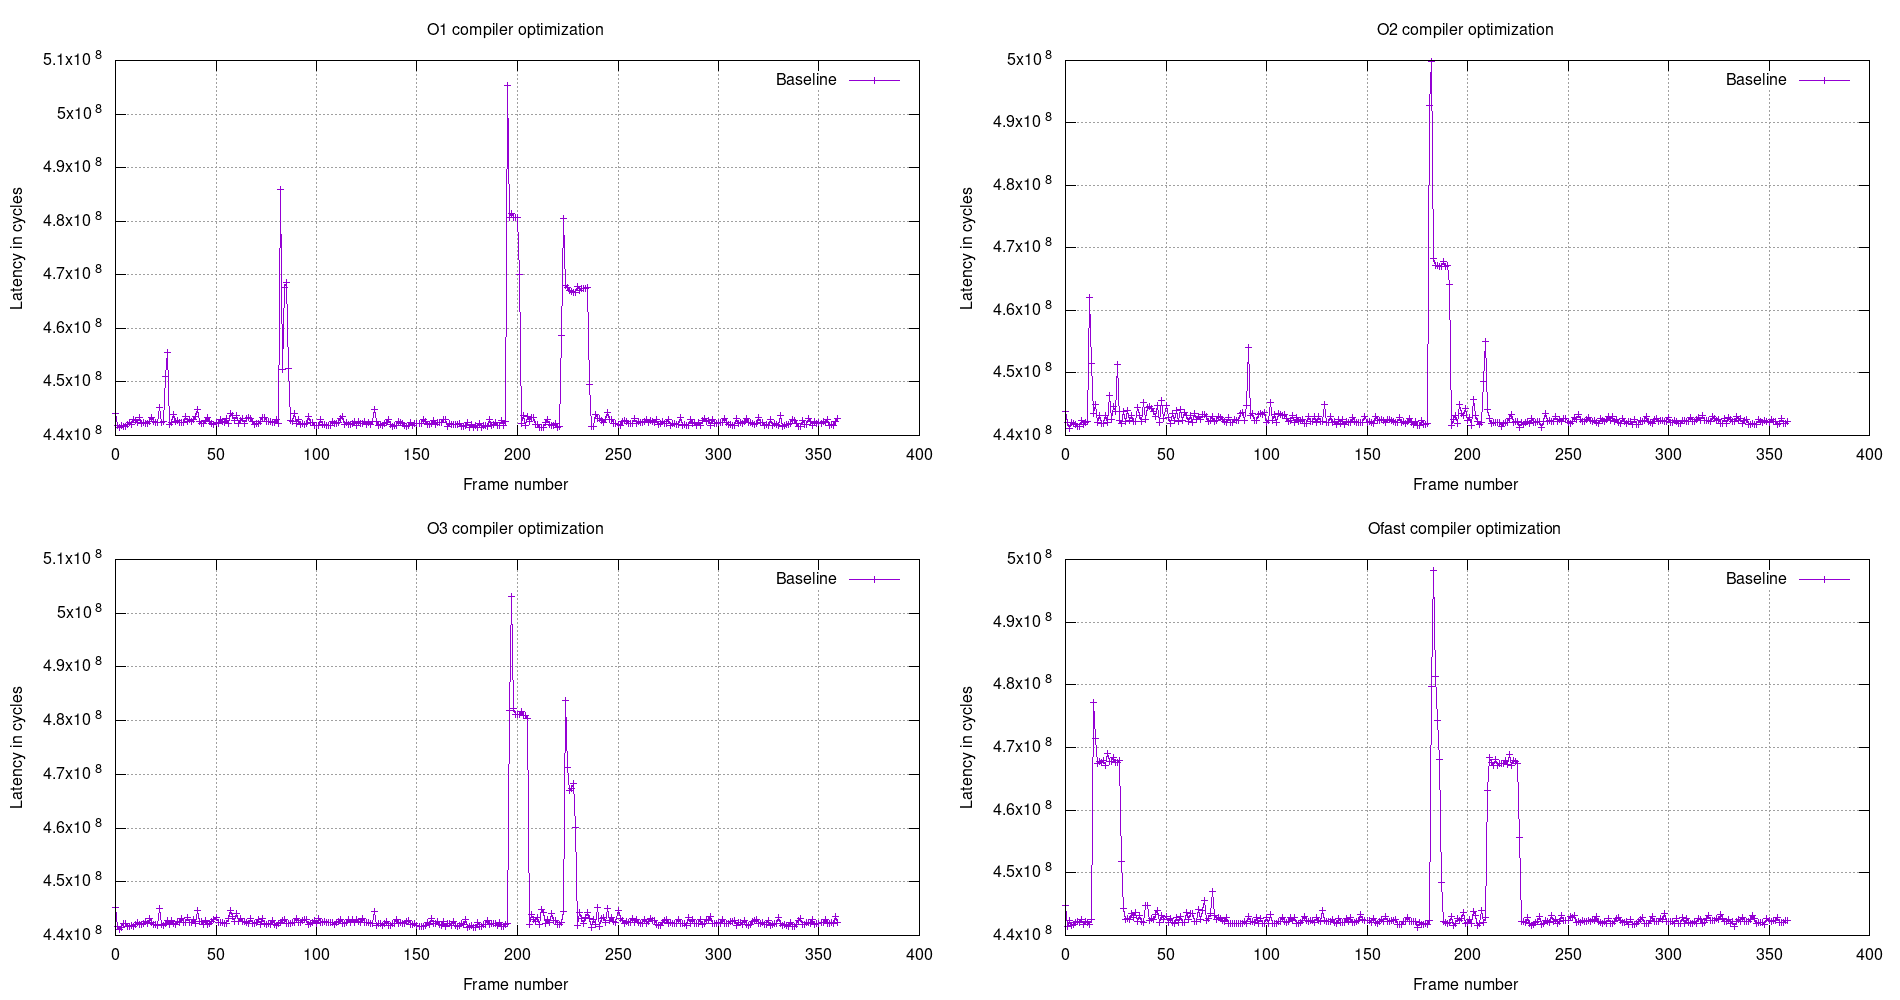 O1 compiler optimization
5.1x10^8
5x10^8
4.9x10^8
4.8x10^8
4.7x10^8
4.6x10^8
4.5x10^8
4.4x10^8
Latency in cycles
Baseline
0 50 100 150 200 250 300 350 400
Frame number
O2 compiler optimization
5x10^8
4.9x10^8
4.8x10^8
4.7x10^8
4.6x10^8
4.5x10^8
4.4x10^8
Latency in cycles
Baseline
0 50 100 150 200 250 300 350 400
Frame number
O3 compiler optimization
5.1x10^8
5x10^8
4.9x10^8
4.8x10^8
4.7x10^8
4.6x10^8
4.5x10^8
4.4x10^8
Latency in cycles
Baseline
0 50 100 150 200 250 300 350 400
Frame number
Ofast compiler optimization
5x10^8
4.9x10^8
4.8x10^8
4.7x10^8
4.6x10^8
4.5x10^8
4.4x10^8
Latency in cycles
Baseline
0 50 100 150 200 250 300 350 400
Frame number